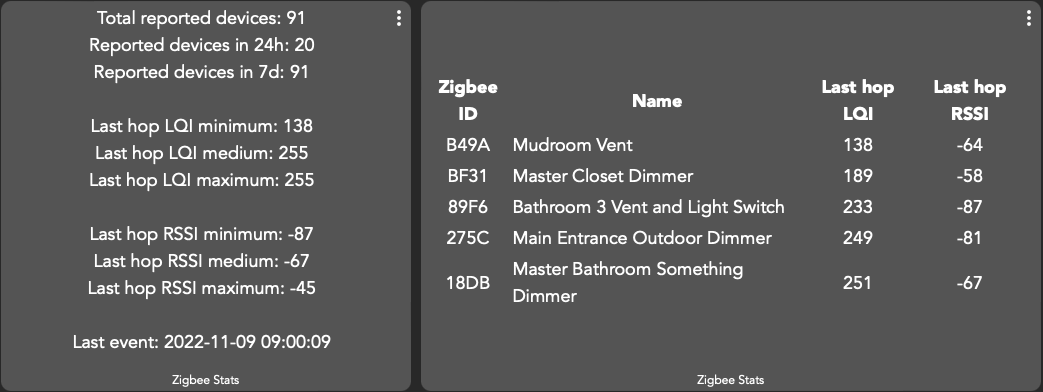 Total reported devices: 91
Reported devices in 24h: 20
Reported devices in 7d: 91
Last hop LQI minimum: 138
Last hop LQI medium: 255
Last hop LQI maximum: 255
Last hop RSSI minimum: -87
Last hop RSSI medium: -67
Last hop RSSI maximum: -45
Last event: 2022-11-09 09:00:09
Zigbee Stats
Zigbee ID Name Last hop LQI Last hop RSSI
B49A Mudroom Vent 138 -64
BF31 Master Closet Dimmer 189 -58
89F6 Bathroom 3 Vent and Light Switch 233 -87
275C Main Entrance Outdoor Dimmer 249 -81
18DB Master Bathroom Something Dimmer 251 -67
Zigbee Stats